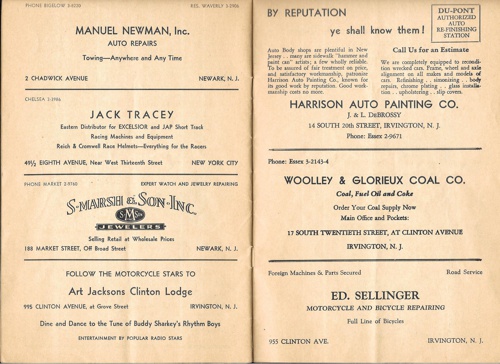 PHONE BIGELOW 3-8059 RES. WAVERLY 3-2906
MANUEL NEWMAN, Inc.
AUTO REPAIRS
Towing—Anywhere and Any Time
2 CHADWICK AVENUE NEWARK, N. J.
CHELSEA 2-3986
JACK TRACEY
Eastern Distributor for EXCELSIOR and JAP Short Track
Racing Machines and Equipment
Reich & Cromwell Race Helmets—Everything for the Racers
49½ EIGHTH AVENUE, Near West Thirteenth Street NEW YORK CITY
PHONE MARKET 2-9760 EXPERT WATCH AND JEWELRY REPAIRING
S•MARSH & SON•INC.
S•M&S
JEWELERS
Selling Retail at Wholesale Prices
188 MARKET STREET, Off Broad Street NEWARK, N. J.
FOLLOW THE MOTORCYCLE STARS TO
Art Jacksons Clinton Lodge
995 CLINTON AVENUE, at Grove Street IRVINGTON, N. J.
Dine and Dance to the Tune of Buddy Sharkey's Rhythm Boys
ENTERTAINMENT BY POPULAR RADIO STARS
BY REPUTATION
ye shall know them!
DU-PONT
AUTHORIZED
AUTO
RE-FINISHING
STATION
Auto Body shops are plentiful in
New Jersey . . many are sidewalk "hammer and
paint can" artists; a few wholly reliable.
To be assured of fair treatment on price,
and satisfactory workmanship, patronize
Harrison Auto Painting Co., known for
its good work by reputation. Good work-
manship costs no more.
Call Us for an Estimate
We are completely equipped to recondi-
tion wrecked cars. Frame, wheel and axle
alignment on all makes and models of
cars. Refinishing . . simonizing . . body
repairs, chrome plating . . glass installa-
tion . . upholstering . . slip covers.
HARRISON AUTO PAINTING CO.
J. & L. DeBROSSY
14 SOUTH 20th STREET, IRVINGTON, N. J.
Phone: Essex 2-9671
Phone: Essex 3-2143-4
WOOLLEY & GLORIEUX COAL CO.
Coal, Fuel Oil and Coke
Order Your Coal Supply Now
Main Office and Pockets:
17 SOUTH TWENTIETH STREET, AT CLINTON AVENUE
IRVINGTON, N. J.
Foreign Machines & Parts Secured Road Service
ED. SELLINGER
MOTORCYCLE AND BICYCLE REPAIRING
Full Line of Bicycles
955 CLINTON AVE. IRVINGTON, N. J.